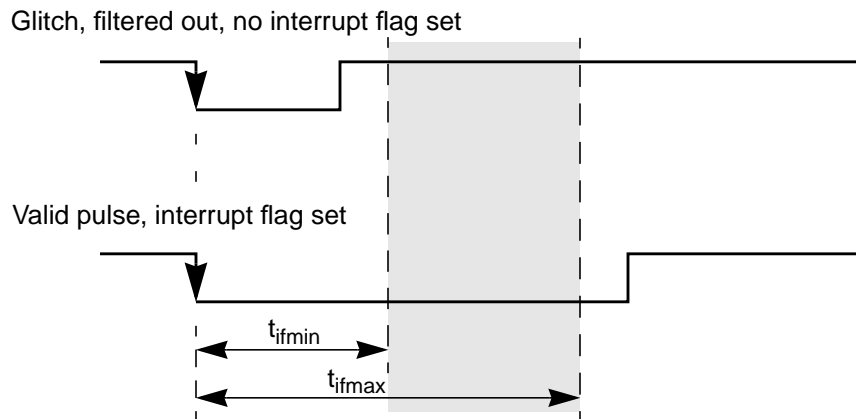 Glitch, filtered out, no interrupt flag set
Valid pulse, interrupt flag set
tifmin
tifmax